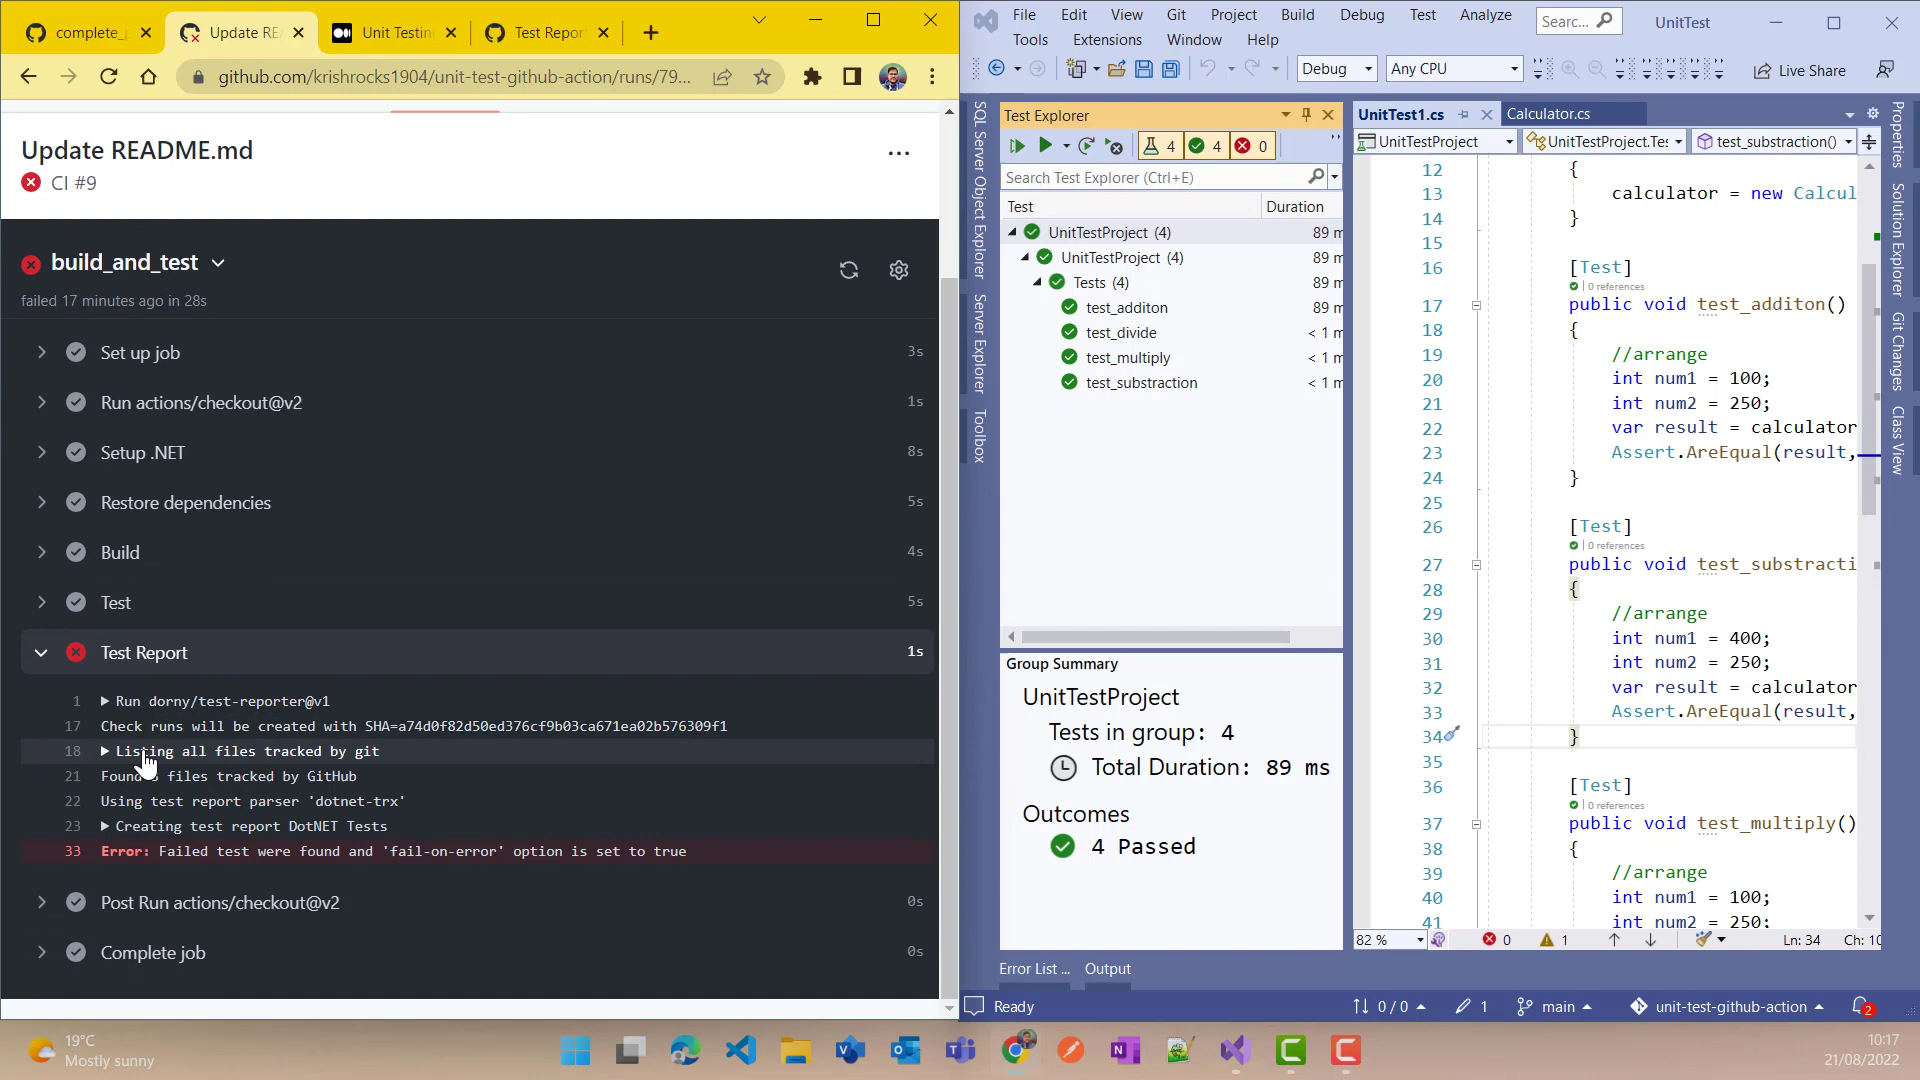 complete_
Update RE
Unit Testin
Test Repor
github.com/krishrocks1904/unit-test-github-action/runs/79...
Update README.md
CI #9
build_and_test
failed 17 minutes ago in 28s
Set up job
3s
Run actions/checkout@v2
1s
Setup .NET
8s
Restore dependencies
5s
Build
4s
Test
5s
Test Report
1s
1 Run dorny/test-reporter@v1
17 Check runs will be created with SHA=a74d0f82d50ed376cf9b03ca671ea02b576309f1
18 Listing all files tracked by git
21 Found files tracked by GitHub
22 Using test report parser 'dotnet-trx'
23 Creating test report DotNET Tests
33 Error: Failed test were found and 'fail-on-error' option is set to true
Post Run actions/checkout@v2
0s
Complete job
0s
File Edit View Git Project Build Debug Test Analyze
Tools Extensions Window Help
Searc...
UnitTest
Debug
Any CPU
Live Share
SQL Server Object Explorer
Server Explorer
Toolbox
Test Explorer
4 4 0
Search Test Explorer (Ctrl+E)
Test Duration
UnitTestProject (4) 89 m
UnitTestProject (4) 89 m
Tests (4) 89 m
test_additon 89 m
test_divide < 1 m
test_multiply < 1 m
test_substraction < 1 m
Group Summary
UnitTestProject
Tests in group: 4
Total Duration: 89 ms
Outcomes
4 Passed
Error List ...
Output
UnitTest1.cs
Calculator.cs
UnitTestProject
UnitTestProject.Tes
test_substraction()
12 {
13 calculator = new Calcul
14 }
15
16 [Test]
0 references
17 public void test_additon()
18 {
19 //arrange
20 int num1 = 100;
21 int num2 = 250;
22 var result = calculator
23 Assert.AreEqual(result,
24 }
25
26 [Test]
0 references
27 public void test_substracti
28 {
29 //arrange
30 int num1 = 400;
31 int num2 = 250;
32 var result = calculator
33 Assert.AreEqual(result,
34 }
35
36 [Test]
0 references
37 public void test_multiply()
38 {
39 //arrange
40 int num1 = 100;
41 int num2 = 250;
82 %
0
1
Ln: 34
Ch: 10
Properties
Solution Explorer
Git Changes
Class View
Ready
0 / 0
1
main
unit-test-github-action
2
19°C
Mostly sunny
10:17
21/08/2022